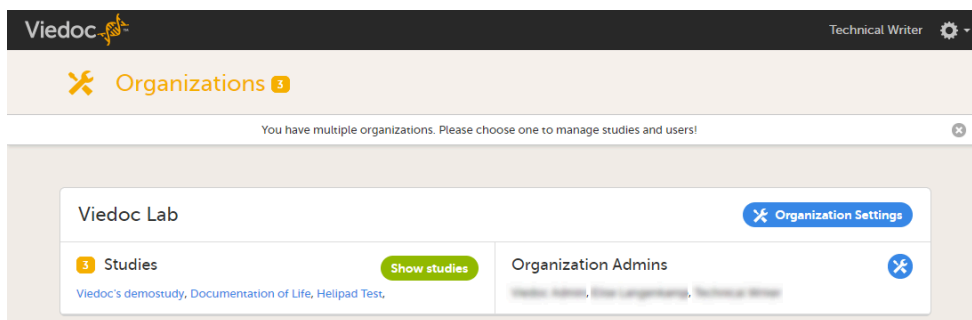 Viedoc
Technical Writer
Organizations 3
You have multiple organizations. Please choose one to manage studies and users!
Viedoc Lab
Organization Settings
3 Studies
Show studies
Organization Admins
Viedoc's demostudy, Documentation of Life, Helipad Test,